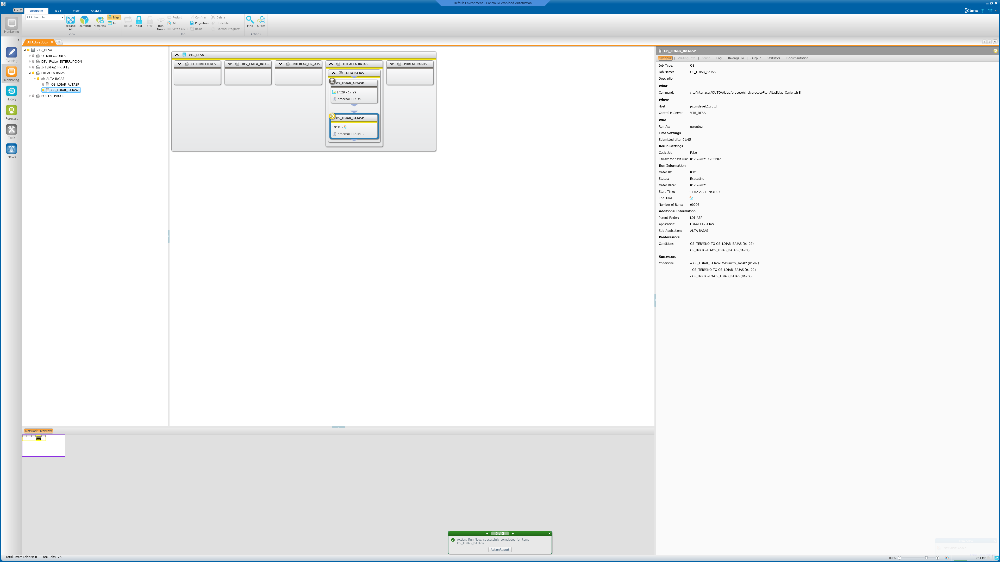 Default Environment - Control-M Workload Automation
File
Viewpoint
Tools
View
Analysis
bmc
?
All Active Jobs
Expand All
Rearrange
Hierarchy
Map
List
View
Rerun
Hold
Free
Run Now
Restart
Kill
Set to OK
Confirm
Projection
React
Delete
Undelete
External Programs
Job
Find
Order
Actions
Monitoring
Planning
Monitoring
History
Forecast
Tools
News
All Active Jobs
VTR_DESA
CC-DIRECCIONES
DEV_FALLA_INTERRUPCION
INTERFAZ_HR_ATS
LDI-ALTA-BAJAS
ALTA-BAJAS
OS_LDIAB_ALTASP
OS_LDIAB_BAJASP
PORTAL-PAGOS
VTR_DESA
CC-DIRECCIONES
DEV_FALLA_INTE...
INTERFAZ_HR_ATS
LDI-ALTA-BAJAS
PORTAL-PAGOS
ALTA-BAJAS
OS_LDIAB_ALTASP
17:29 - 17:29
procesoETLA.sh
OS_LDIAB_BAJASP
19:31 -
procesoETLA.sh B
OS_LDIAB_BAJASP
Synopsis | Waiting Info | Script | Log | Belongs To | Output | Statistics | Documentation
Job Type: OS
Job Name: OS_LDIAB_BAJASP
Description:
What:
Command: /ftp/interfaces/OUTQA/ldiab/proceso/shell/procesoFtp_AltasBajas_Carrier.sh B
Where
Host: pctlmdevelc1.vtr.cl
Control-M Server: VTR_DESA
Who
Run As: usroutqa
Time Settings
Submitted after 01:45
Rerun Settings
Cyclic Job: False
Earliest for next run: 01-02-2021 19:32:07
Run Information
Order ID: 03iz3
Status: Executing
Order Date: 01-02-2021
Start Time: 01-02-2021 19:31:07
End Time:
Number of Runs: 00006
Additional Information
Parent Folder: LDI_ABP
Application: LDI-ALTA-BAJAS
Sub Application: ALTA-BAJAS
Predecessors
Conditions: OS_TERMINO-TO-OS_LDIAB_BAJAS (01-02)
OS_INICIO-TO-OS_LDIAB_BAJAS (01-02)
Successors
Conditions: + OS_LDIAB_BAJAS-TO-Dummy_Job#2 (01-02)
- OS_TERMINO-TO-OS_LDIAB_BAJAS (01-02)
- OS_INICIO-TO-OS_LDIAB_BAJAS (01-02)
Network Overview
5 / 5
Action: Run Now, successfully completed for item:
OS_LDIAB_BAJASP.
ActionReport
Total Smart Folders: 0 Total Jobs: 25
100%
253 MB